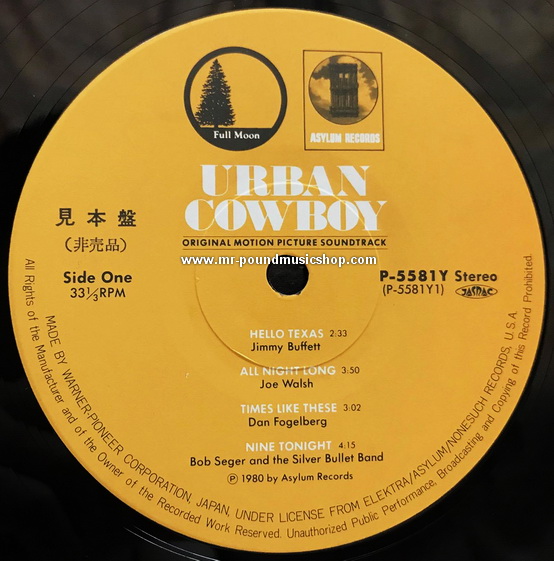 Full Moon
ASYLUM RECORDS
URBAN
COWBOY
ORIGINAL MOTION PICTURE SOUNDTRACK
www.mr-poundmusicshop.com
見本盤
(非売品)
Side One
33⅓RPM
P-5581Y Stereo
(P-5581Y1)
JASRAC
HELLO TEXAS 2:33
Jimmy Buffett
ALL NIGHT LONG 3:50
Joe Walsh
TIMES LIKE THESE 3:02
Dan Fogelberg
NINE TONIGHT 4:15
Bob Seger and the Silver Bullet Band
Ⓟ 1980 by Asylum Records
MADE BY WARNER-PIONEER CORPORATION, JAPAN, UNDER LICENSE FROM ELEKTRA/ASYLUM/NONESUCH RECORDS, U.S.A.
All Rights of the Manufacturer and of the Owner of the Recorded Work Reserved. Unauthorized Public Performance, Broadcasting and Copying of this Record Prohibited.